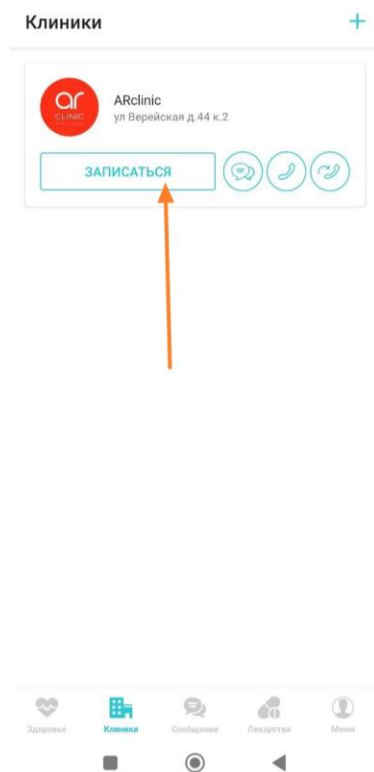 Клиники
ar
CLINIC
ARclinic
ул Верейская д.44 к.2
ЗАПИСАТЬСЯ
Здоровье
Клиники
Сообщения
Лекарства
Меню